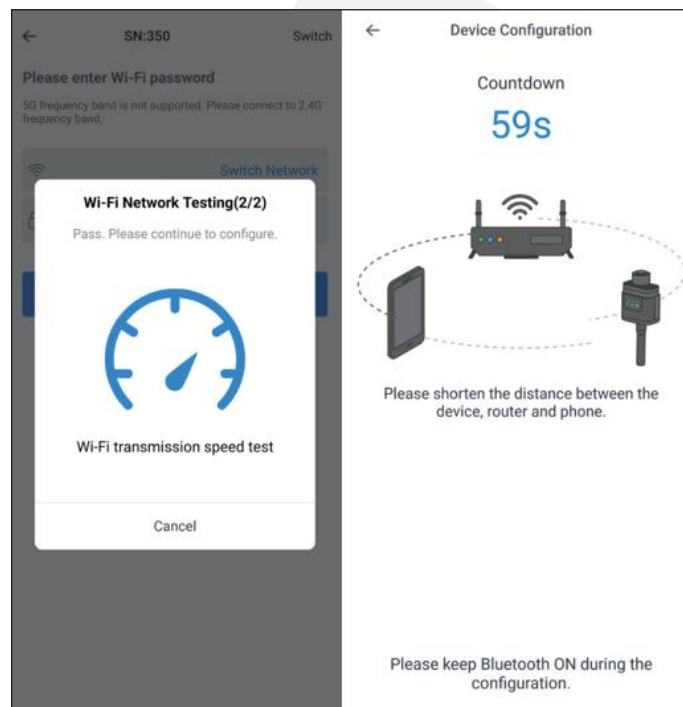 SN:350
Switch
Please enter Wi-Fi password
5G frequency band is not supported. Please connect to 2.4G
frequency band.
Switch Network
Wi-Fi Network Testing(2/2)
Pass. Please continue to configure.
Wi-Fi transmission speed test
Cancel
Device Configuration
Countdown
59s
Please shorten the distance between the
device, router and phone.
Please keep Bluetooth ON during the
configuration.